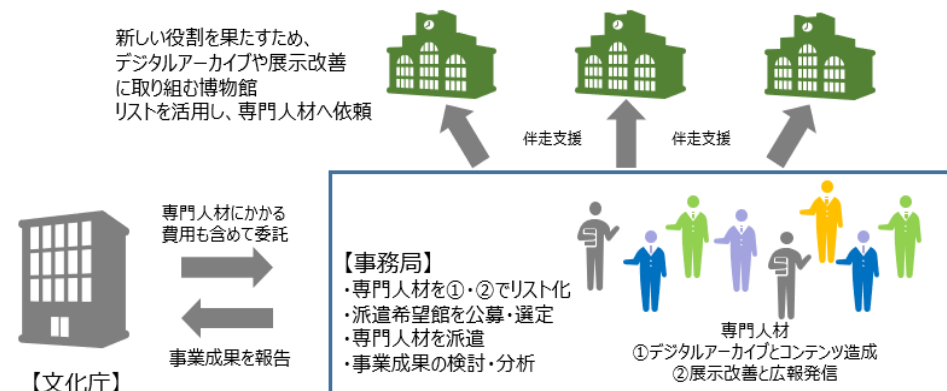 新しい役割を果たすため、
デジタルアーカイブや展示改善
に取り組む博物館
リストを活用し、専門人材へ依頼
伴走支援
伴走支援
専門人材にかかる
費用も含めて委託
事業成果を報告
【文化庁】
【事務局】
・専門人材を①・②でリスト化
・派遣希望館を公募・選定
・専門人材を派遣
・事業成果の検討・分析
専門人材
①デジタルアーカイブとコンテンツ造成
②展示改善と広報発信